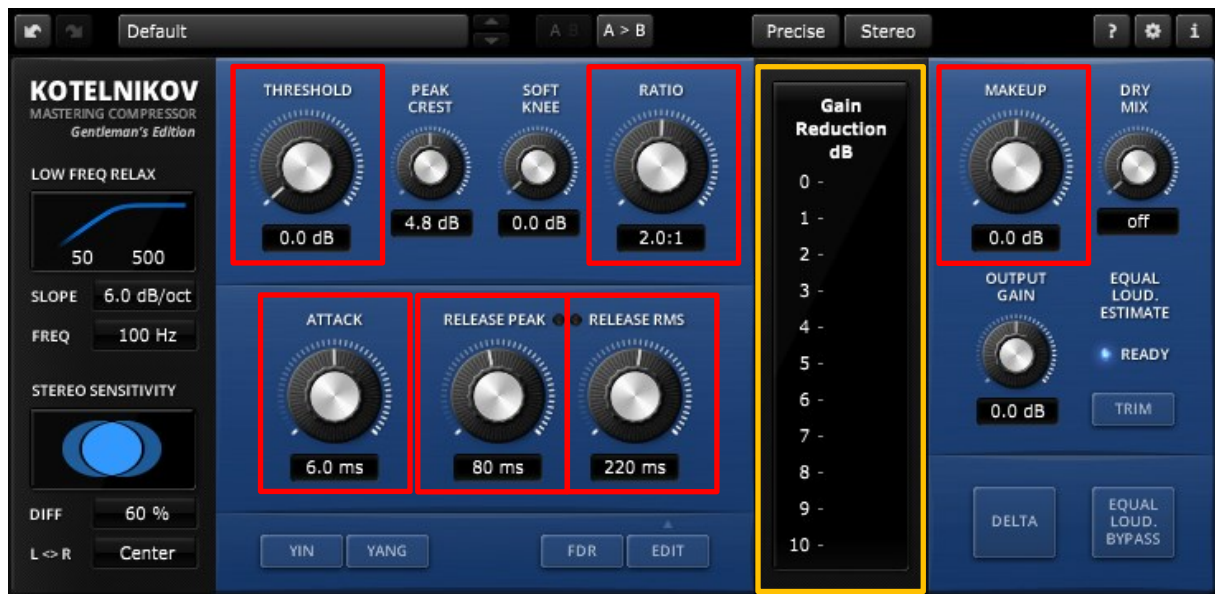 Default
A B
A > B
Precise
Stereo
?
i
KOTELNIKOV
MASTERING COMPRESSOR
Gentleman's Edition
LOW FREQ RELAX
50 500
SLOPE 6.0 dB/oct
FREQ 100 Hz
STEREO SENSITIVITY
DIFF 60 %
L <> R Center
THRESHOLD
0.0 dB
PEAK
CREST
4.8 dB
SOFT
KNEE
0.0 dB
RATIO
2.0:1
ATTACK
6.0 ms
RELEASE PEAK
80 ms
RELEASE RMS
220 ms
YIN
YANG
FDR
EDIT
Gain
Reduction
dB
0 -
1 -
2 -
3 -
4 -
5 -
6 -
7 -
8 -
9 -
10 -
MAKEUP
0.0 dB
DRY
MIX
off
OUTPUT
GAIN
0.0 dB
EQUAL
LOUD.
ESTIMATE
READY
TRIM
DELTA
EQUAL
LOUD.
BYPASS